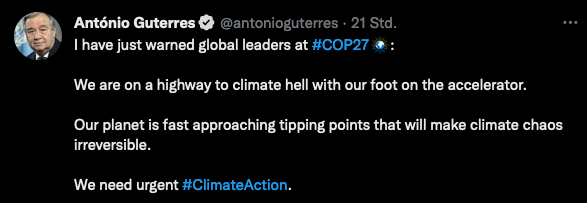 António Guterres @antonioguterres · 21 Std.
I have just warned global leaders at #COP27 :
We are on a highway to climate hell with our foot on the accelerator.
Our planet is fast approaching tipping points that will make climate chaos
irreversible.
We need urgent #ClimateAction.